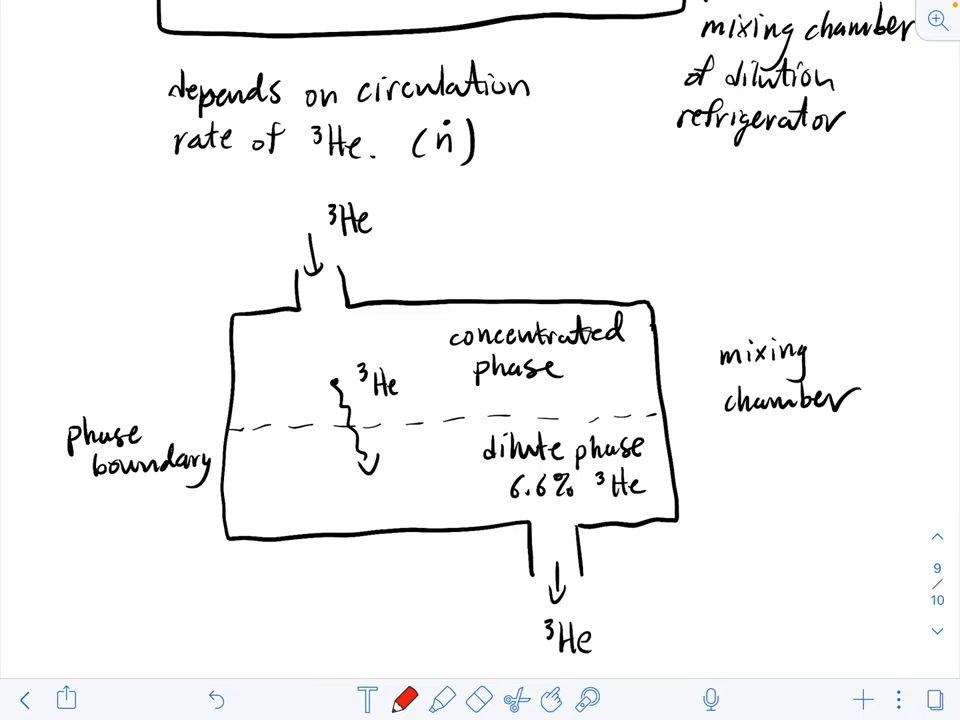 mixing chamber
of dilution
refrigerator
depends on circulation
rate of ³He. (ṅ)
³He
concentrated
phase
³He
mixing
chamber
phase
boundary
dilute phase
6.6% ³He
³He
9
/
10
T